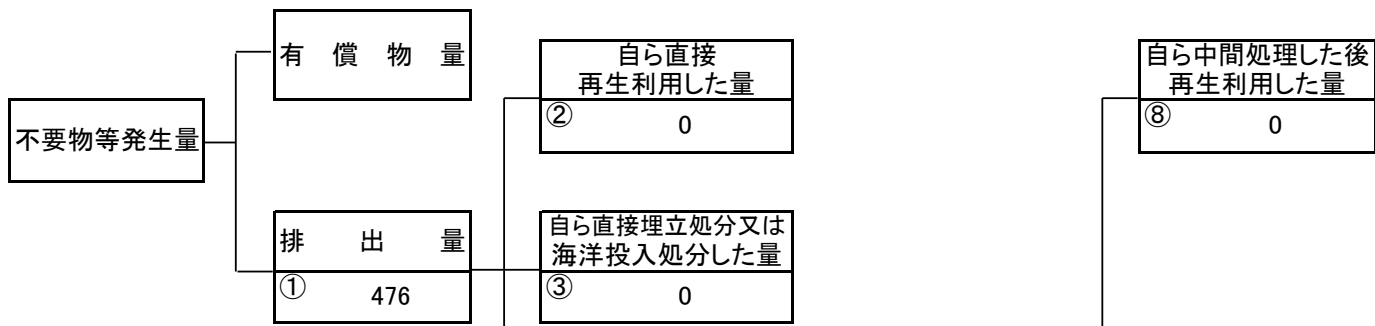 不要物等発生量
有償物量
排出量
① 476
自ら直接
再生利用した量
② 0
自ら直接埋立処分又は
海洋投入処分した量
③ 0
自ら中間処理した後
再生利用した量
⑧ 0